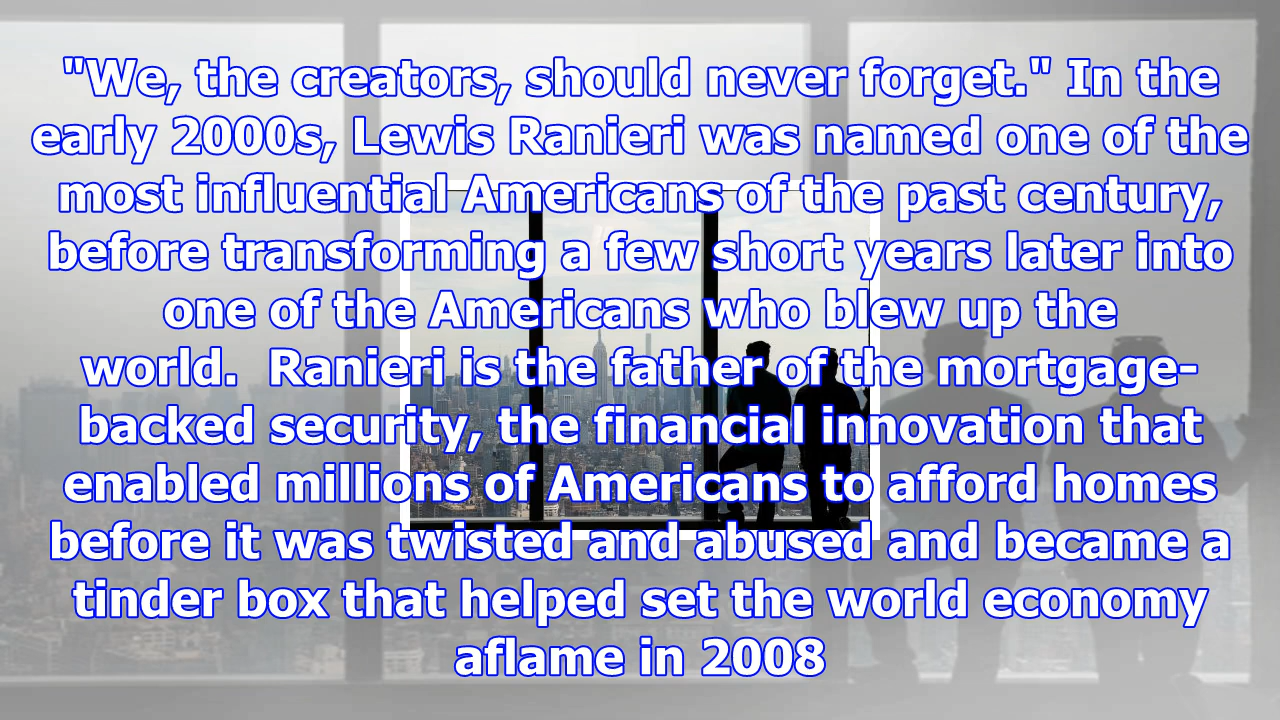 "We, the creators, should never forget." In the
early 2000s, Lewis Ranieri was named one of the
most influential Americans of the past century,
before transforming a few short years later into
one of the Americans who blew up the
world.  Ranieri is the father of the mortgage-
backed security, the financial innovation that
enabled millions of Americans to afford homes
before it was twisted and abused and became a
tinder box that helped set the world economy
aflame in 2008